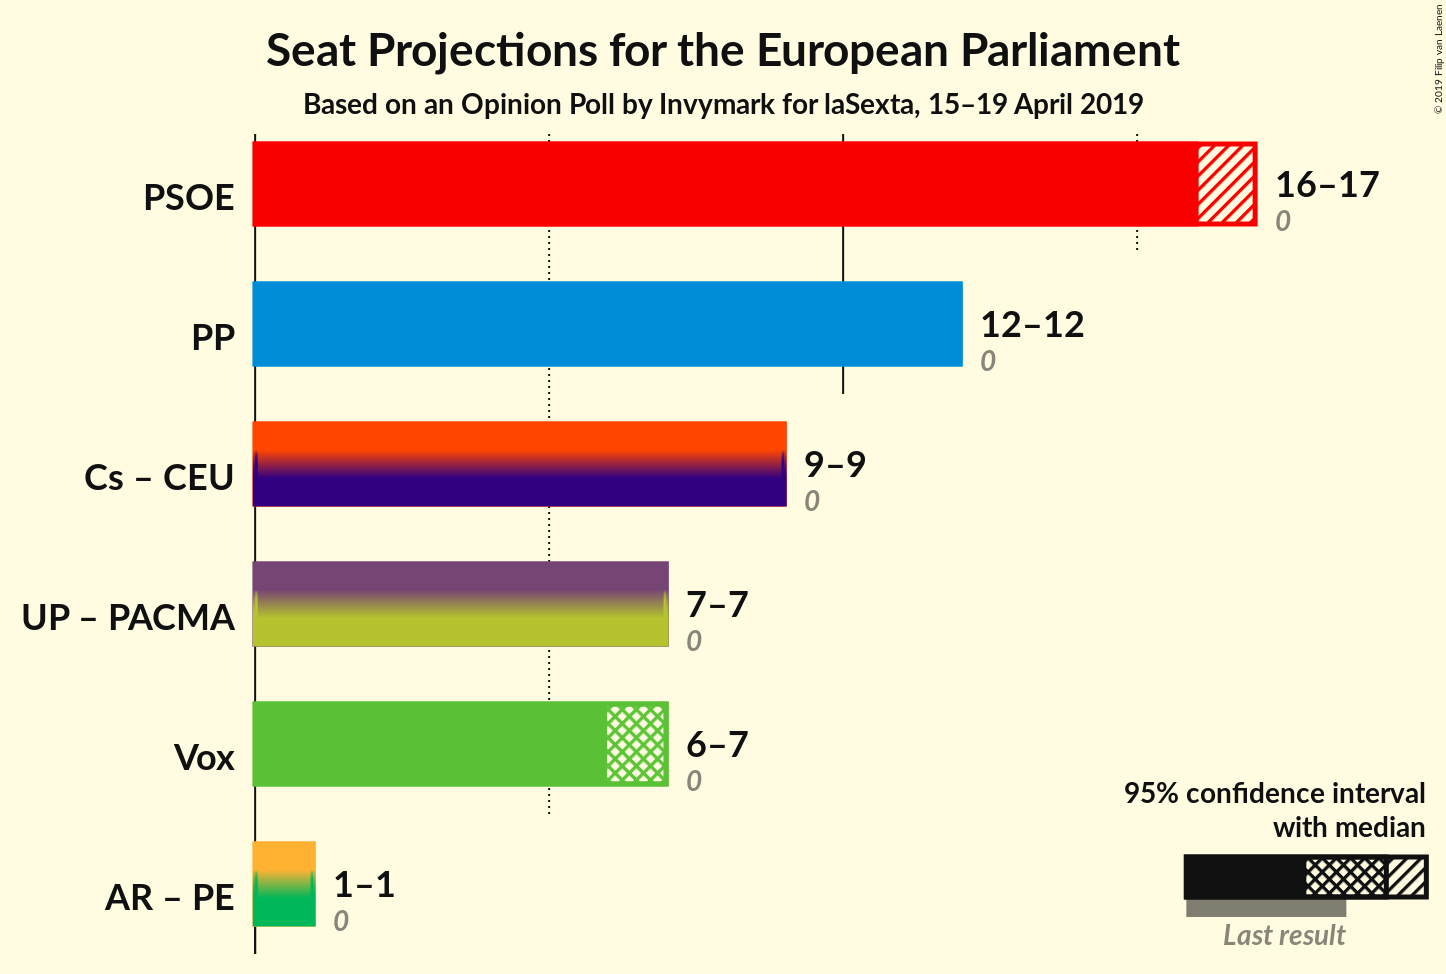 Seat Projections for the European Parliament
Based on an Opinion Poll by Invymark for laSexta, 15–19 April 2019
© 2019 Filip van Laenen
PSOE
16–17
0
PP
12–12
0
Cs – CEU
9–9
0
UP – PACMA
7–7
0
Vox
6–7
0
AR – PE
1–1
0
95% confidence interval
with median
Last result